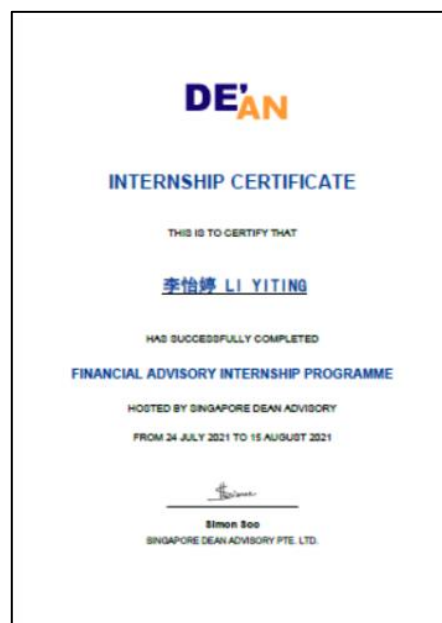 DE'AN
INTERNSHIP CERTIFICATE
THIS IS TO CERTIFY THAT
李怡婷 LI YITING
HAS SUCCESSFULLY COMPLETED
FINANCIAL ADVISORY INTERNSHIP PROGRAMME
HOSTED BY SINGAPORE DEAN ADVISORY
FROM 24 JULY 2021 TO 15 AUGUST 2021
Simon Soo
SINGAPORE DEAN ADVISORY PTE. LTD.